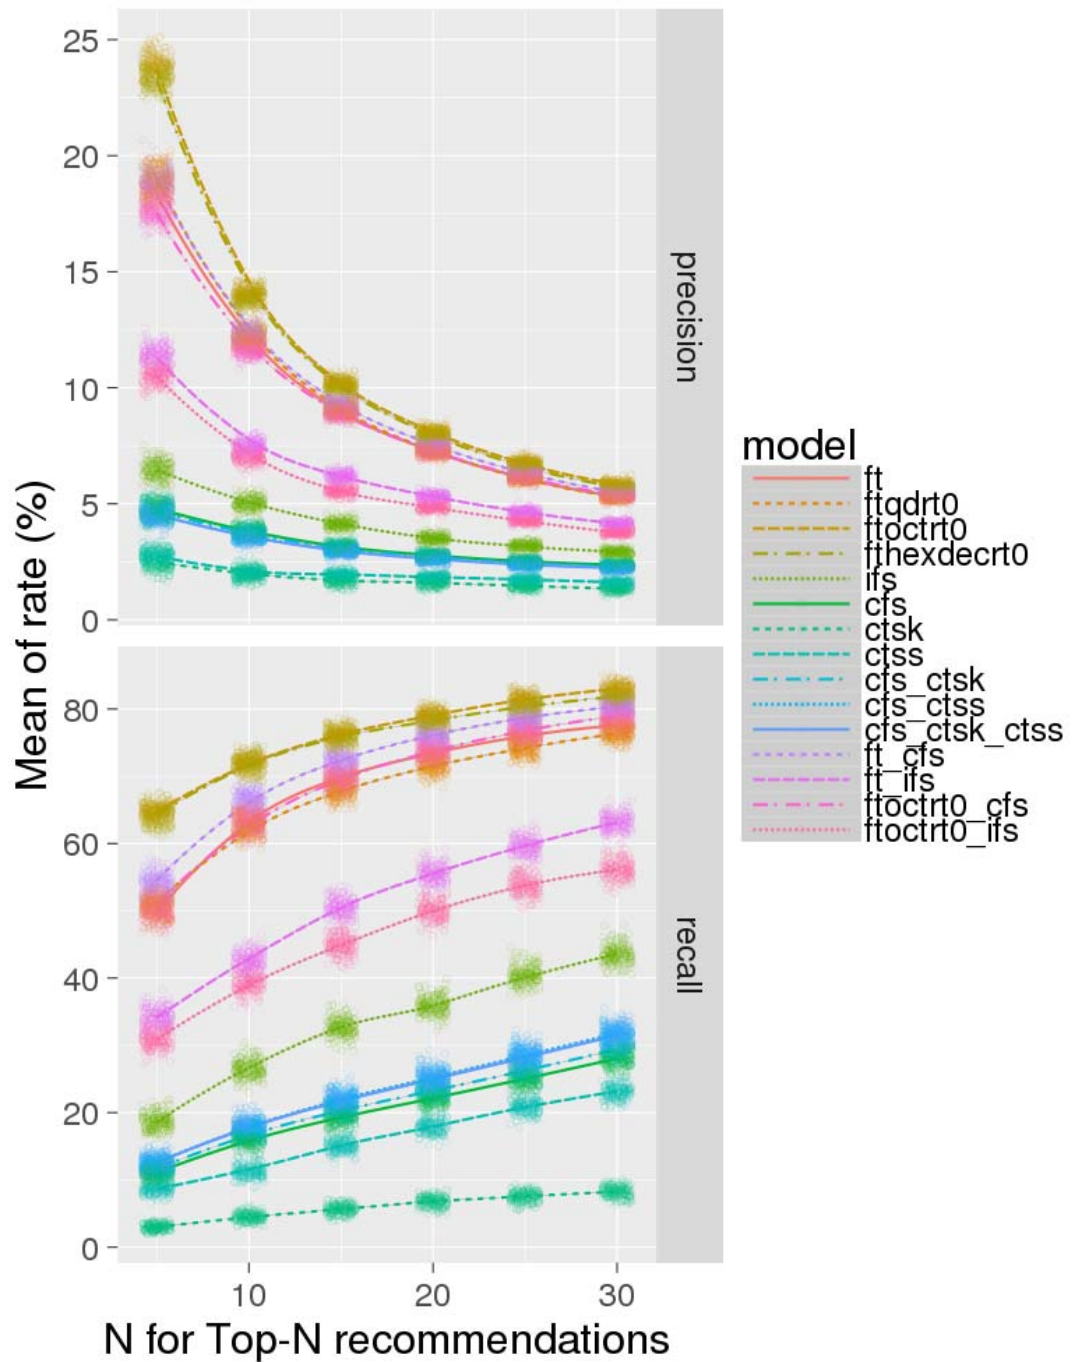 25
20
15
10
5
0
precision
80
60
40
20
0
recall
10 20 30
N for Top-N recommendations
Mean of rate (%)
model
ft
ftqdrt0
ftoctrt0
fthexdecrt0
ifs
cfs
ctsk
ctss
cfs_ctsk
cfs_ctss
cfs_ctsk_ctss
ft_cfs
ft_ifs
ftoctrt0_cfs
ftoctrt0_ifs